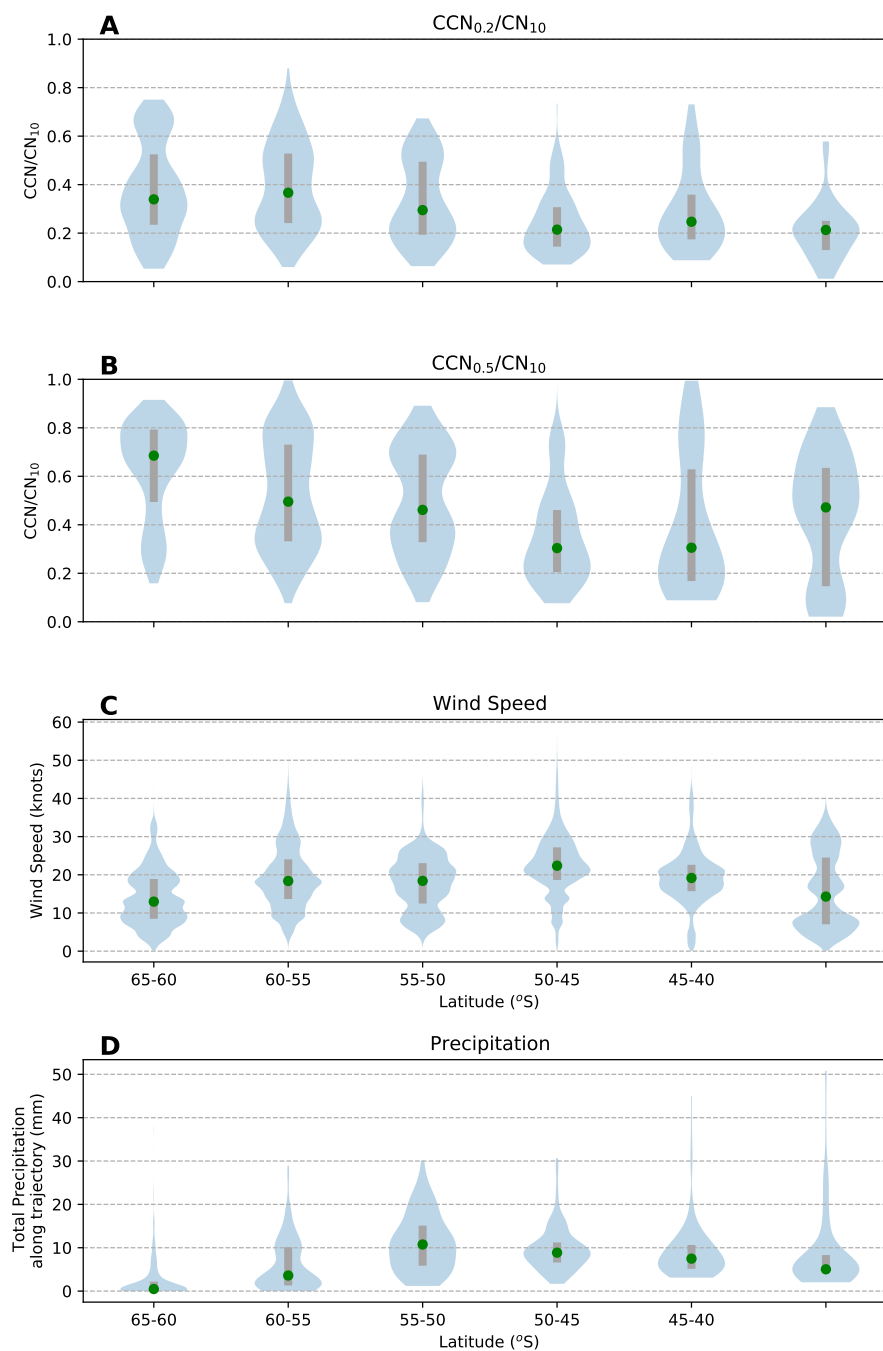 A
CCN0.2/CN10
1.0
0.8
0.6
0.4
0.2
0.0
CCN/CN10
B
CCN0.5/CN10
1.0
0.8
0.6
0.4
0.2
0.0
CCN/CN10
C
Wind Speed
60
50
40
30
20
10
0
Wind Speed (knots)
65-60 60-55 55-50 50-45 45-40
Latitude (°S)
D
Precipitation
50
40
30
20
10
0
Total Precipitation
along trajectory (mm)
65-60 60-55 55-50 50-45 45-40
Latitude (°S)